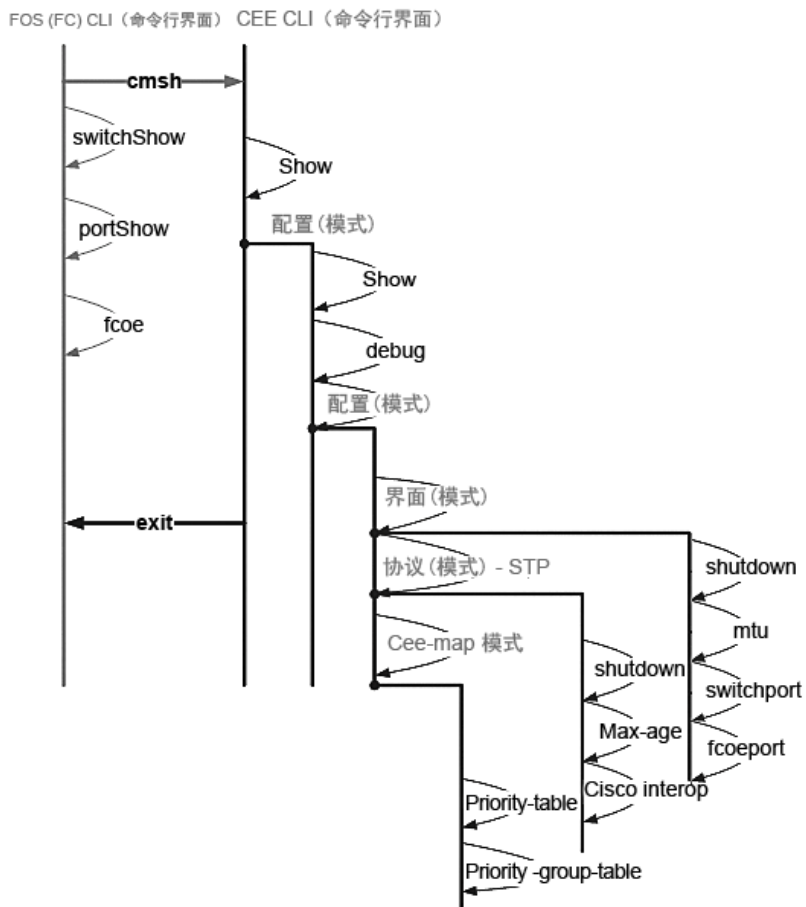 FOS (FC) CLI（命令行界面） CEE CLI（命令行界面）
cmsh
switchShow
Show
portShow
配置(模式)
Show
fcoe
debug
配置(模式)
界面(模式)
exit
协议(模式) - STP
shutdown
mtu
Cee-map 模式
shutdown
switchport
Max-age
fcoeport
Cisco interop
Priority-table
Priority -group-table